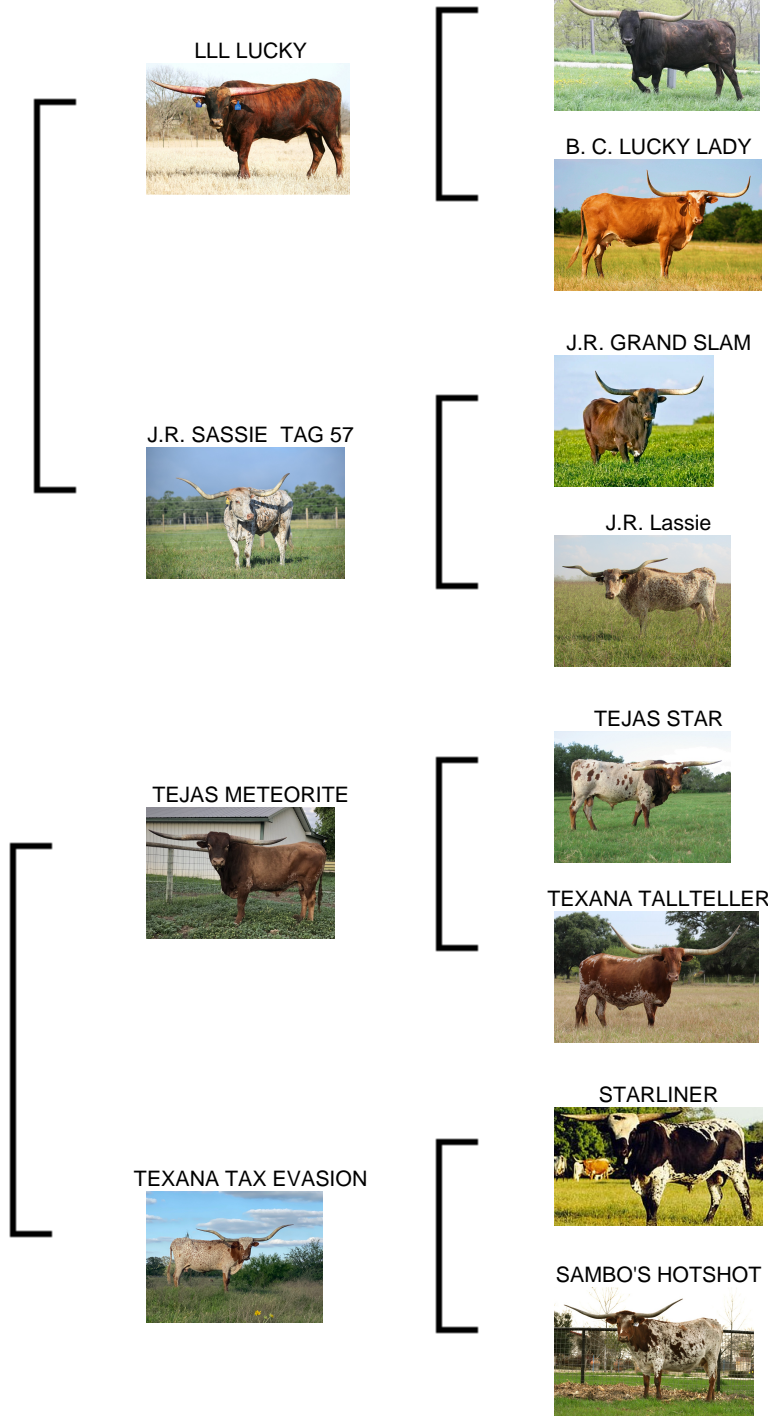 LLL LUCKY
B. C. LUCKY LADY
J.R. GRAND SLAM
J.R. SASSIE  TAG 57
J.R. Lassie
TEJAS STAR
TEJAS METEORITE
TEXANA TALLTELLER
STARLINER
TEXANA TAX EVASION
SAMBO'S HOTSHOT